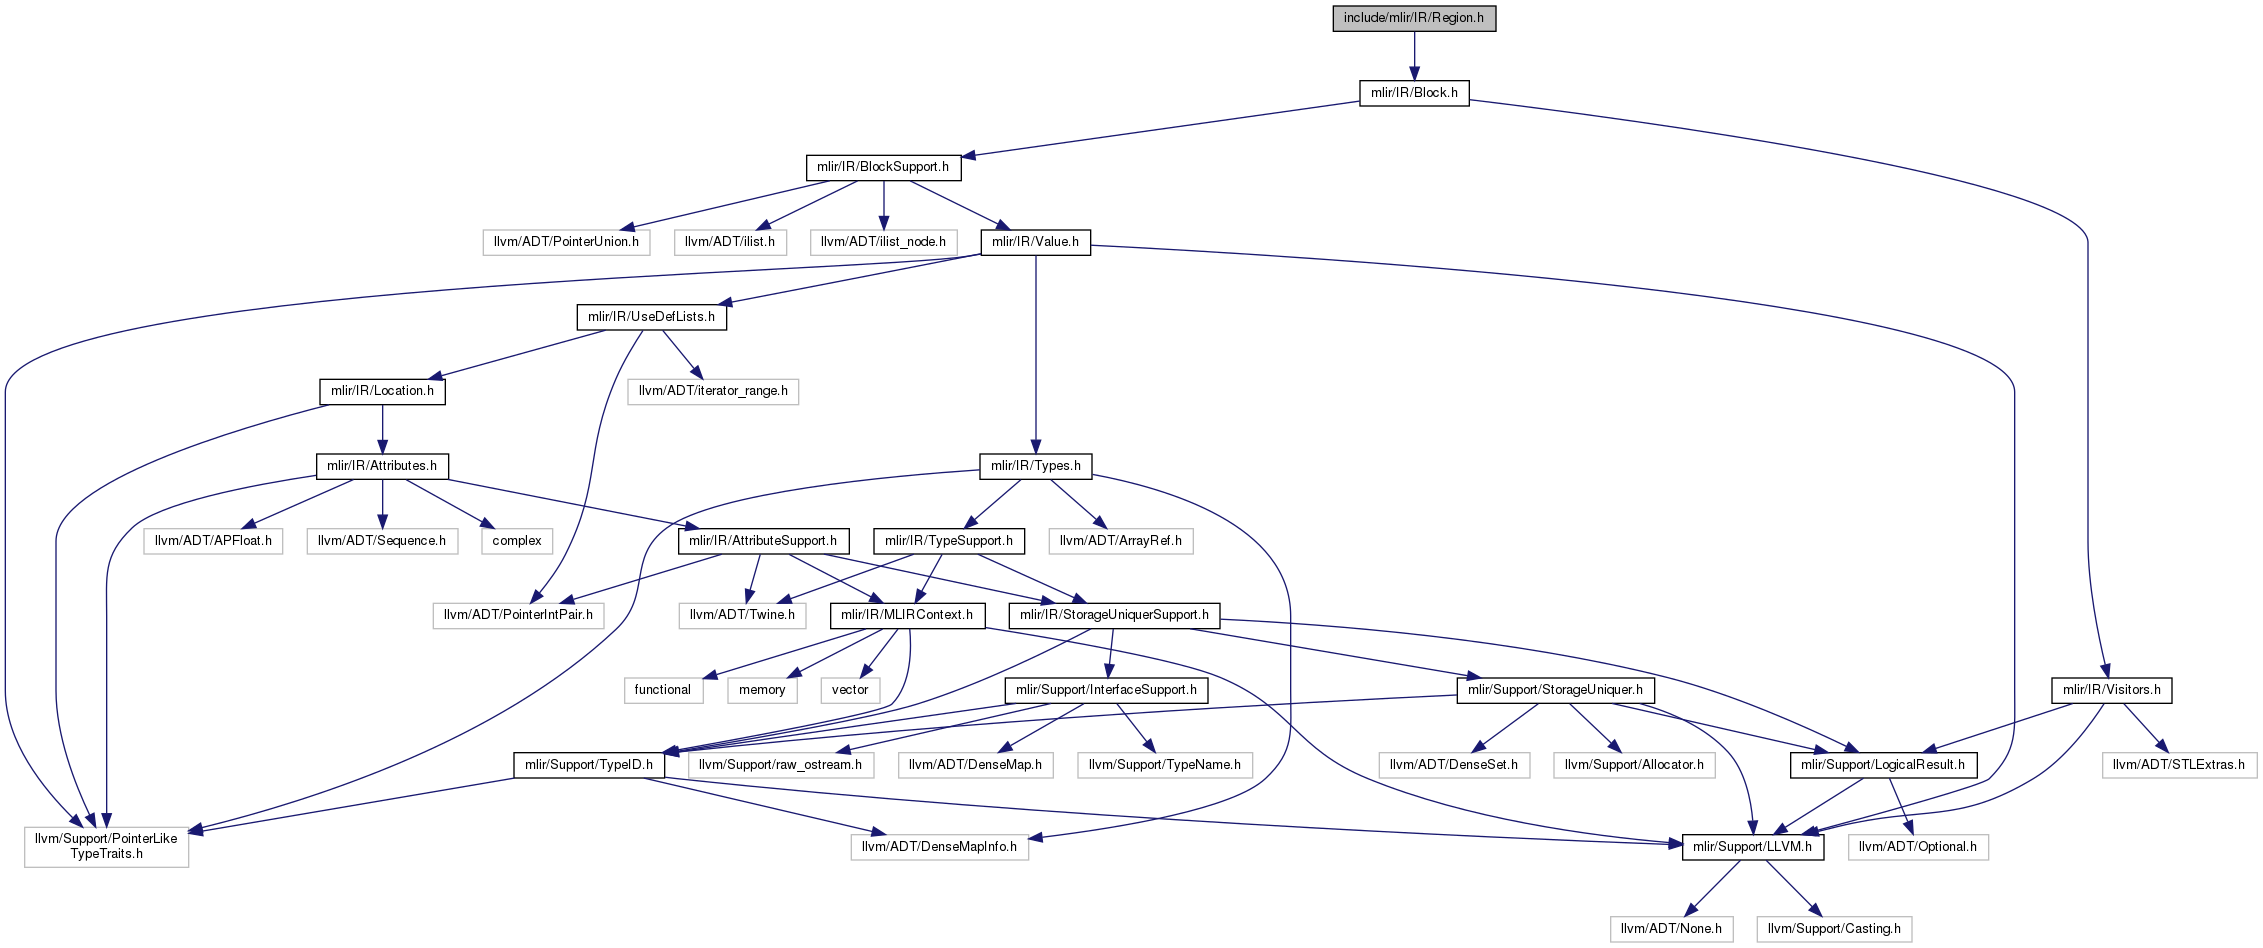 include/mlir/IR/Region.h
mlir/IR/Block.h
mlir/IR/BlockSupport.h
llvm/ADT/PointerUnion.h
llvm/ADT/ilist.h
llvm/ADT/ilist_node.h
mlir/IR/Value.h
mlir/IR/UseDefLists.h
mlir/IR/Location.h
llvm/ADT/iterator_range.h
mlir/IR/Attributes.h
mlir/IR/Types.h
llvm/ADT/APFloat.h
llvm/ADT/Sequence.h
complex
mlir/IR/AttributeSupport.h
mlir/IR/TypeSupport.h
llvm/ADT/ArrayRef.h
llvm/ADT/PointerIntPair.h
llvm/ADT/Twine.h
mlir/IR/MLIRContext.h
mlir/IR/StorageUniquerSupport.h
functional
memory
vector
mlir/Support/InterfaceSupport.h
mlir/Support/StorageUniquer.h
mlir/IR/Visitors.h
mlir/Support/TypeID.h
llvm/Support/raw_ostream.h
llvm/ADT/DenseMap.h
llvm/Support/TypeName.h
llvm/ADT/DenseSet.h
llvm/Support/Allocator.h
mlir/Support/LogicalResult.h
llvm/ADT/STLExtras.h
llvm/Support/PointerLike
TypeTraits.h
llvm/ADT/DenseMapInfo.h
mlir/Support/LLVM.h
llvm/ADT/Optional.h
llvm/ADT/None.h
llvm/Support/Casting.h